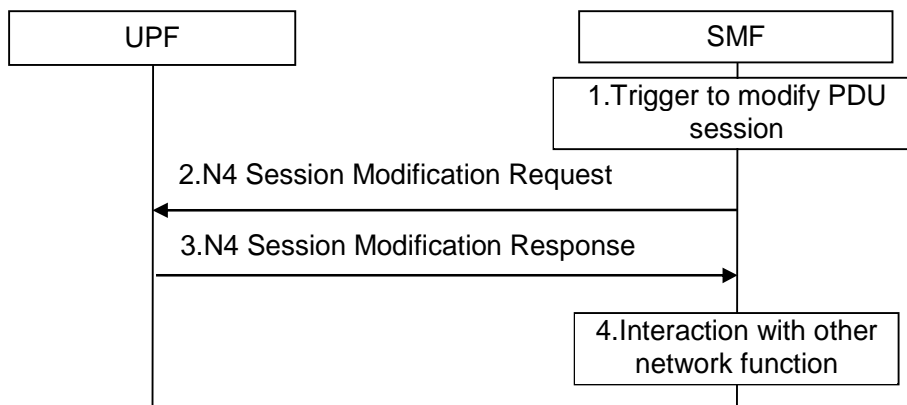 UPF
SMF
1.Trigger to modify PDU
session
2.N4 Session Modification Request
3.N4 Session Modification Response
4.Interaction with other
network function